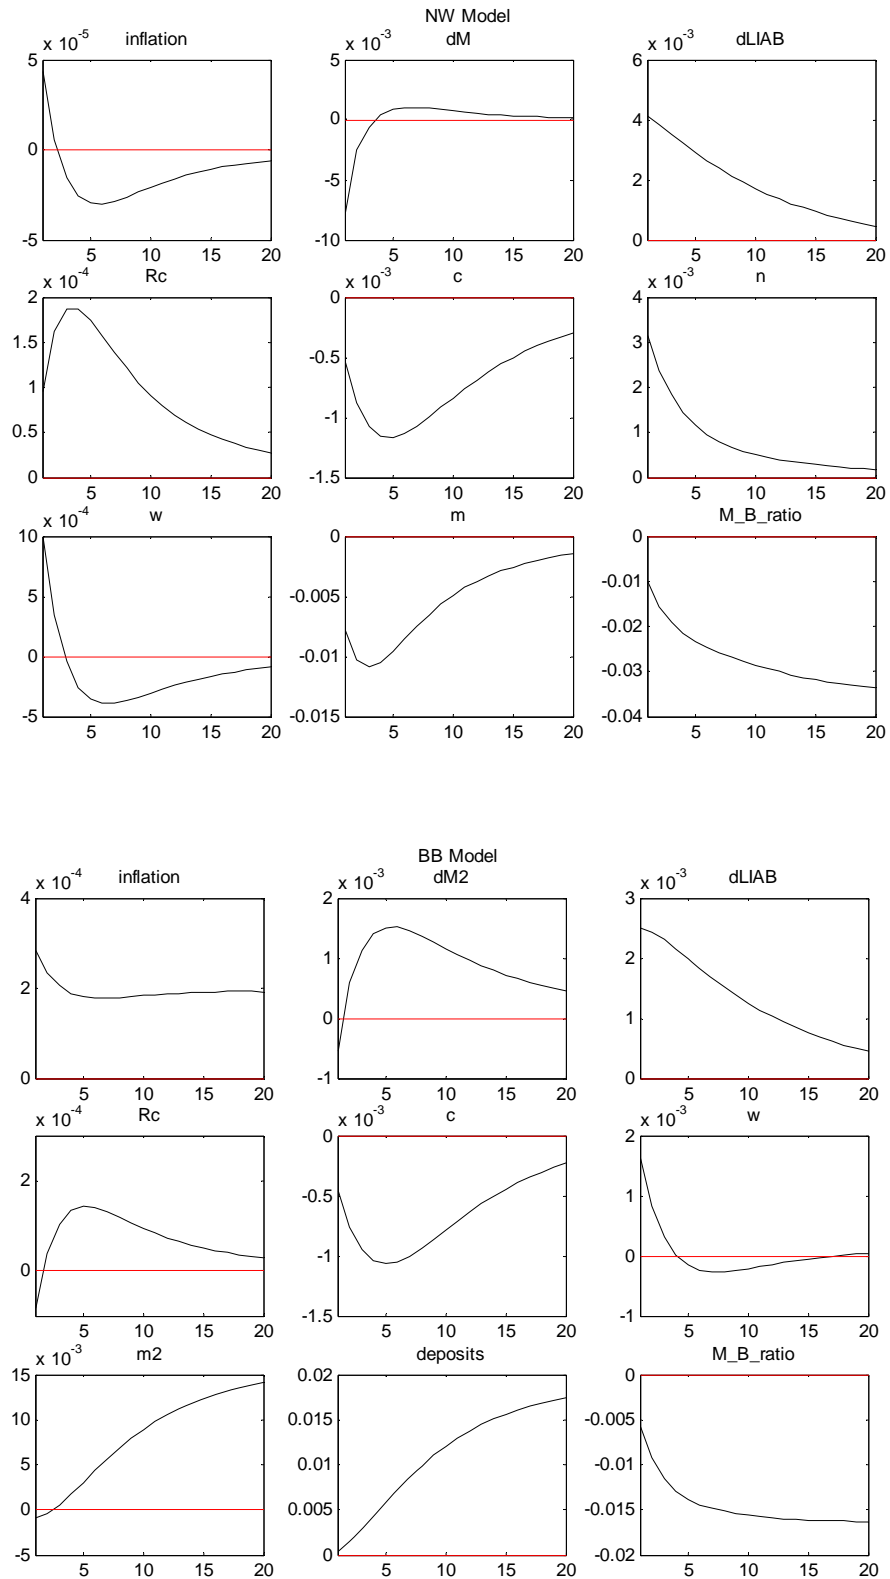 NW Model
x 10-5 inflation x 10-3 dM x 10-3 dLIAB
5 5 6
0 0 4
-5 2
-5 -10 0
5 10 15 20 5 10 15 20 5 10 15 20
x 10-4 Rc x 10-3 c x 10-3 n
2 0 4
1.5 -0.5 3
1 -1 2
0.5 1
0 -1.5 0
5 10 15 20 5 10 15 20 5 10 15 20
x 10-4 w m M_B_ratio
10 0 0
5 -0.005 -0.01
0 -0.01 -0.02
-0.03
-5 -0.015 -0.04
5 10 15 20 5 10 15 20 5 10 15 20
BB Model
x 10-4 inflation x 10-3 dM2 x 10-3 dLIAB
4 2 3
2 1 2
0 1
0 -1 0
5 10 15 20 5 10 15 20 5 10 15 20
x 10-4 Rc x 10-3 c x 10-3 w
0 2
2 -0.5 1
0 -1 0
-1.5 -1
5 10 15 20 5 10 15 20 5 10 15 20
x 10-3 m2 deposits M_B_ratio
15 0.02 0
10 0.015 -0.005
5 0.01 -0.01
0 0.005 -0.015
-5 0 -0.02
5 10 15 20 5 10 15 20 5 10 15 20